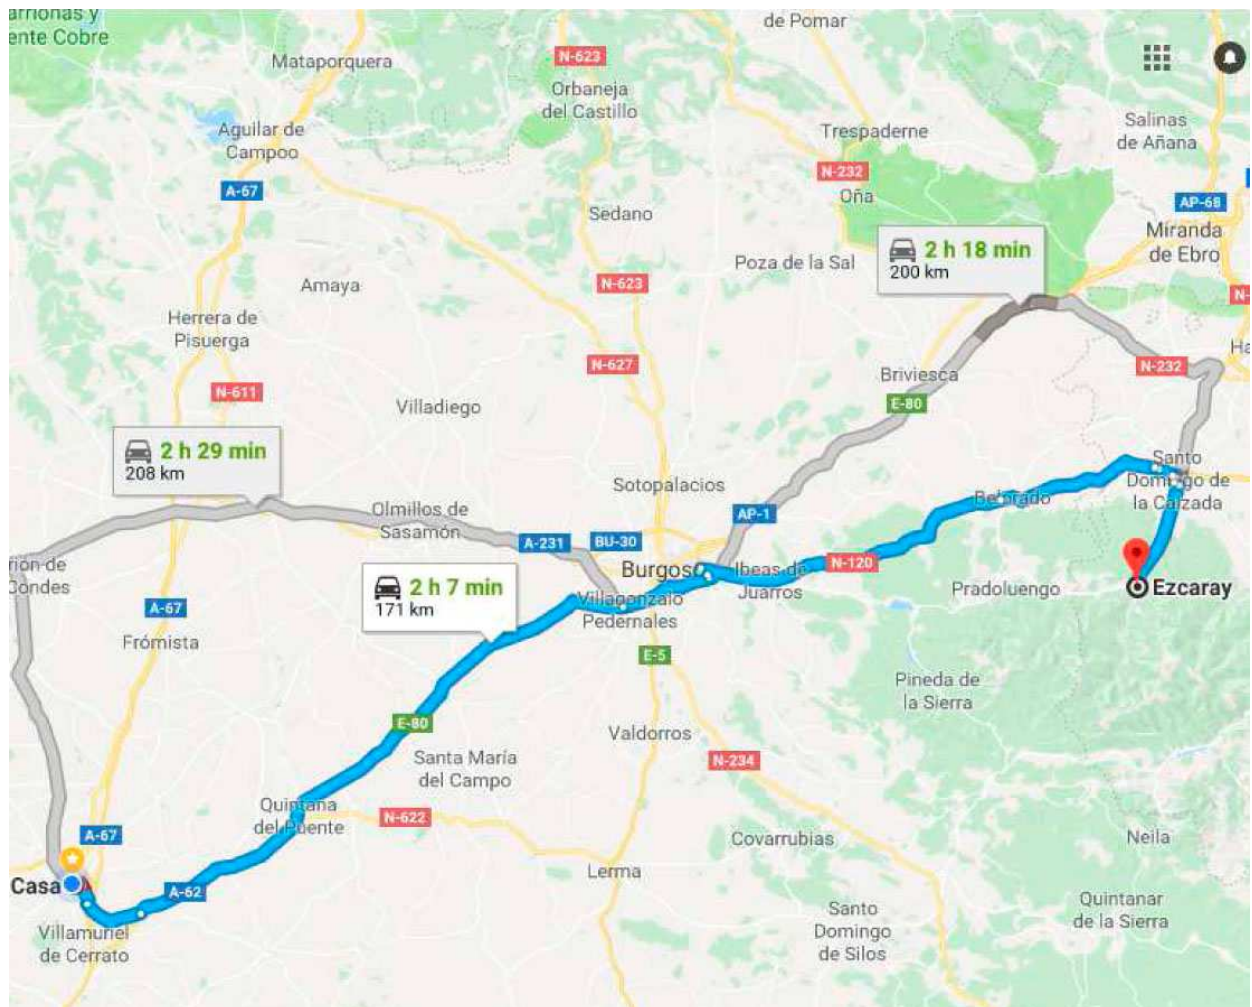 arrionas y
ente Cobre
de Pomar
N-623
Mataporquera
Orbaneja
del Castillo
Aguilar de
Campoo
Trespaderne
Salinas
de Añana
N-232
A-67
Oña
AP-68
Sedano
Miranda
de Ebro
2 h 18 min
200 km
Poza de la Sal
N-623
Amaya
Herrera de
Pisuerga
N-627
N-232
Briviesca
N-611
Villadiego
E-80
2 h 29 min
208 km
Santo
Domingo de
la Calzada
Sotopalacios
Belorado
Olmillos de
Sasamón
AP-1
A-231
BU-30
Burgos
Ibeas de
Juarros
N-120
Condes
2 h 7 min
171 km
Villagonzalo
Pedernales
Pradoluengo
Ezcaray
A-67
Frómista
E-5
Pineda de
la Sierra
E-80
Valdorros
Santa María
del Campo
N-234
Quintana
del Puente
N-622
A-67
Covarrubias
Neila
Lerma
Casa
A-62
Villamuriel
de Cerrato
Santo
Domingo
de Silos
Quintanar
de la Sierra